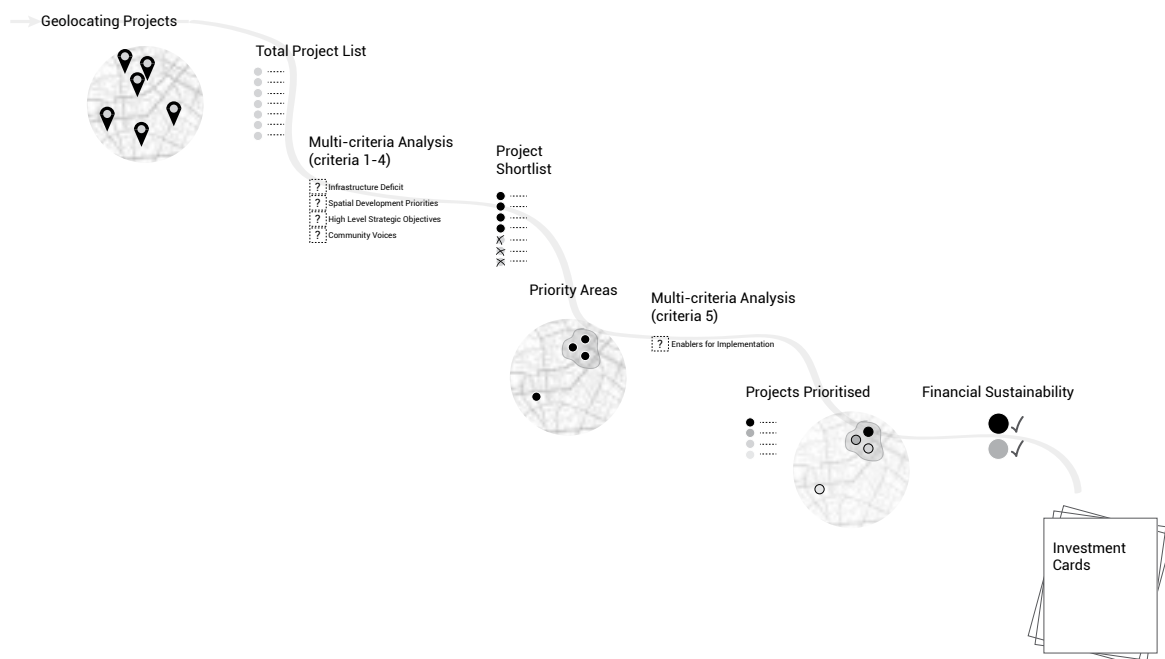 Geolocating Projects
Total Project List
Multi-criteria Analysis
(criteria 1-4)
? Infrastructure Deficit
? Spatial Development Priorities
? High Level Strategic Objectives
? Community Voices
Project
Shortlist
Priority Areas
Multi-criteria Analysis
(criteria 5)
? Enablers for Implementation
Projects Prioritised
Financial Sustainability
Investment
Cards